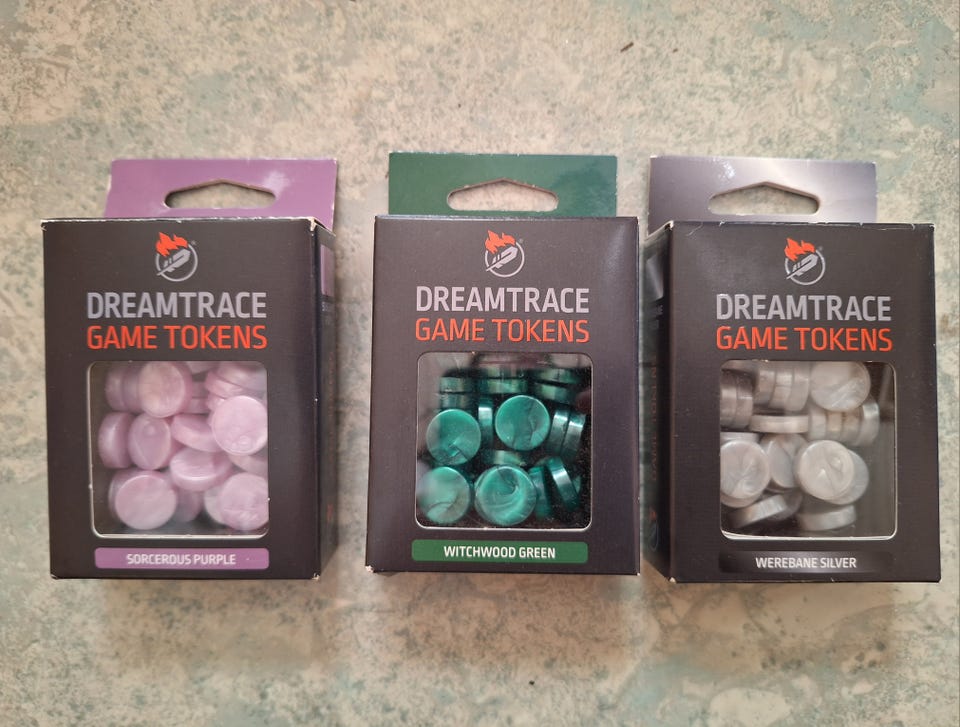 DREAMTRACE
GAME TOKENS
SORCEROUS PURPLE
DREAMTRACE
GAME TOKENS
WITCHWOOD GREEN
DREAMTRACE
GAME TOKENS
WEREBANE SILVER